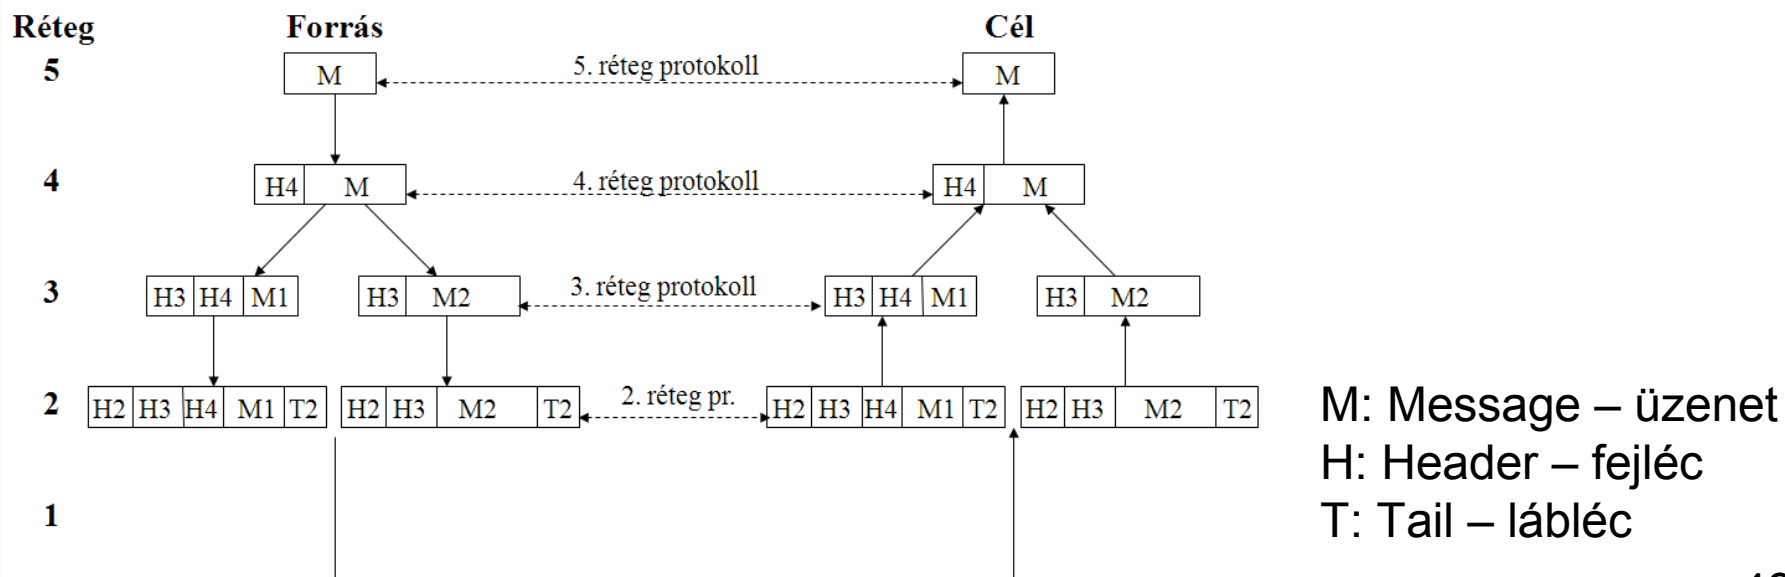 Réteg Forrás Cél
5 M 5. réteg protokoll M
4 H4 M 4. réteg protokoll H4 M
3 H3 H4 M1 H3 M2 3. réteg protokoll H3 H4 M1 H3 M2
2 H2 H3 H4 M1 T2 H2 H3 M2 T2 2. réteg pr. H2 H3 H4 M1 T2 H2 H3 M2 T2
1
M: Message – üzenet
H: Header – fejléc
T: Tail – lábléc